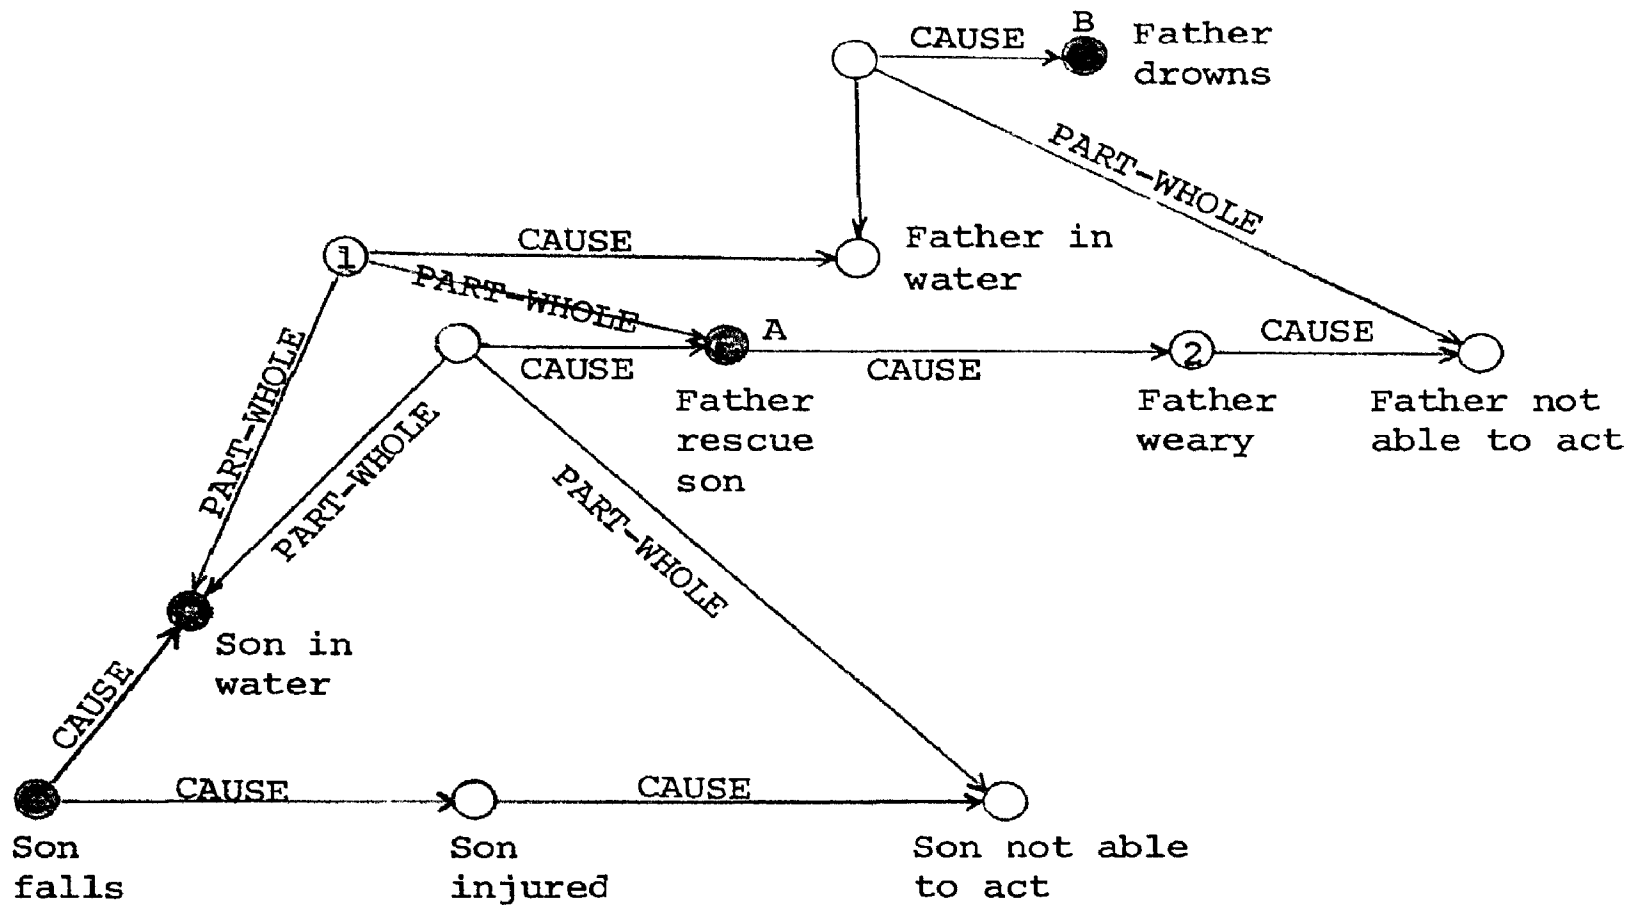 B
CAUSE
Father
drowns
PART-WHOLE
CAUSE
Father in
water
1
PART-WHOLE
A
CAUSE
CAUSE
2
CAUSE
Father
rescue
son
Father
weary
Father not
able to act
PART-WHOLE
PART-WHOLE
PART-WHOLE
Son in
water
CAUSE
CAUSE
CAUSE
Son
falls
Son
injured
Son not able
to act